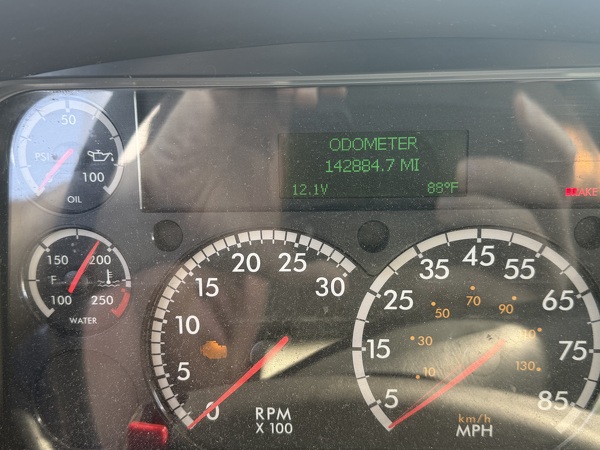 ODOMETER
142884.7 MI
12.1V 88°F
50
PSI
100
OIL
AKE
150 200
F
100 250
WATER
0 5 10 15 20 25 30
RPM
X 100
5 15 25 35 45 55 65 75 85
10 30 50 70 90 110 130
km/h
MPH